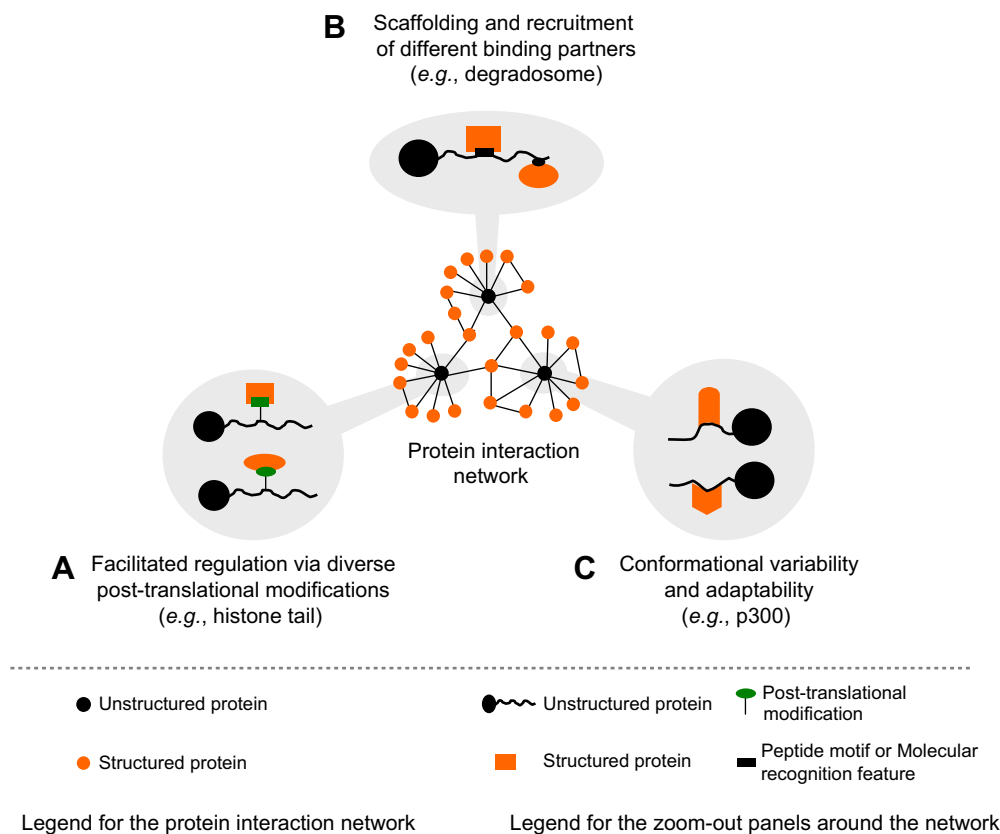 B Scaffolding and recruitment
of different binding partners
(e.g., degradosome)
Protein interaction
network
A Facilitated regulation via diverse
post-translational modifications
(e.g., histone tail)
C Conformational variability
and adaptability
(e.g., p300)
Unstructured protein
Structured protein
Legend for the protein interaction network
Unstructured protein
Structured protein
Post-translational
modification
Peptide motif or Molecular
recognition feature
Legend for the zoom-out panels around the network